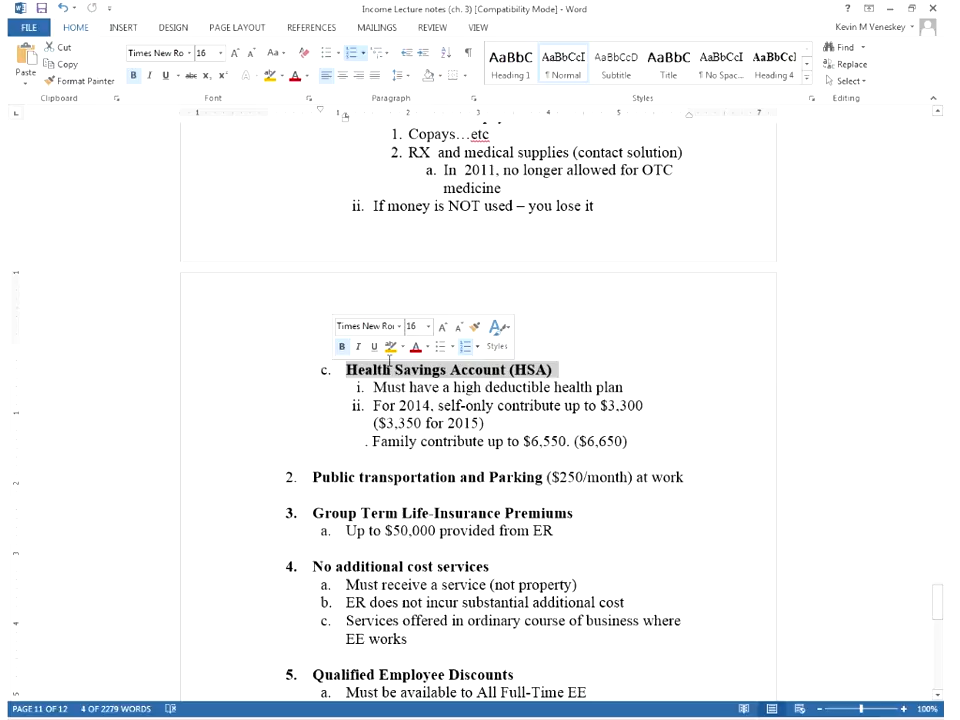 Income Lecture notes (ch. 3) [Compatibility Mode] - Word
FILE HOME INSERT DESIGN PAGE LAYOUT REFERENCES MAILINGS REVIEW VIEW Kevin M Veneskey
Paste Cut Copy Format Painter
Times New Ro 16
AaBbC AaBbCcI AaBbCcD AaBbC AaBbCcI AaBbCcI
Heading 1 ¶ Normal Subtitle Title ¶ No Spac... Heading 4
Find Replace Select
Clipboard Font Paragraph Styles Editing
1. Copays…etc
2. RX and medical supplies (contact solution)
a. In 2011, no longer allowed for OTC
medicine
ii. If money is NOT used – you lose it
Times New Ror 16
B I U Styles
c. Health Savings Account (HSA)
i. Must have a high deductible health plan
ii. For 2014, self-only contribute up to $3,300
($3,350 for 2015)
. Family contribute up to $6,550. ($6,650)
2. Public transportation and Parking ($250/month) at work
3. Group Term Life-Insurance Premiums
a. Up to $50,000 provided from ER
4. No additional cost services
a. Must receive a service (not property)
b. ER does not incur substantial additional cost
c. Services offered in ordinary course of business where
EE works
5. Qualified Employee Discounts
a. Must be available to All Full-Time EE
PAGE 11 OF 12 4 OF 2279 WORDS 100%